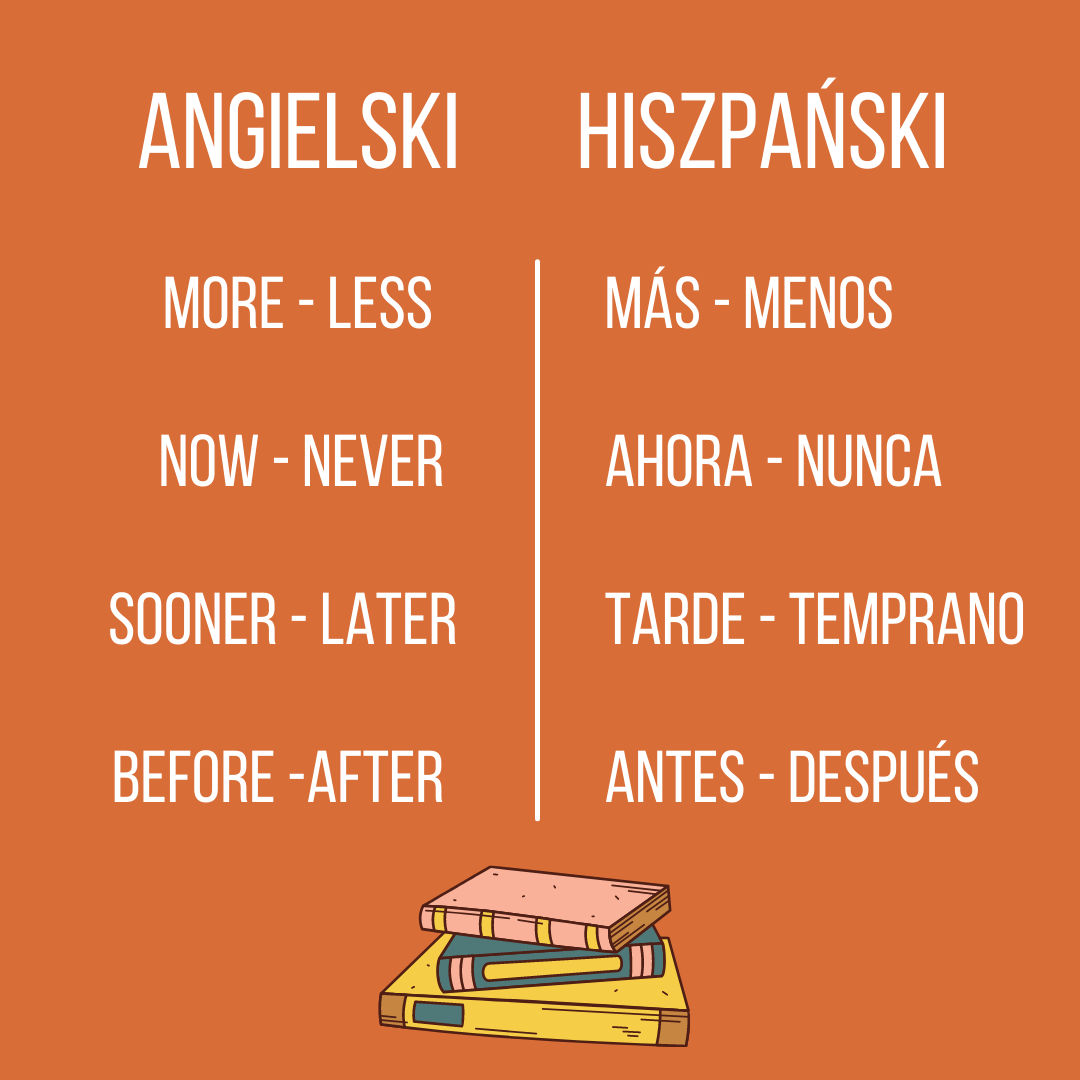 ANGIELSKI HISZPAŃSKI
MORE - LESS MÁS - MENOS
NOW - NEVER AHORA - NUNCA
SOONER - LATER TARDE - TEMPRANO
BEFORE -AFTER ANTES - DESPUÉS